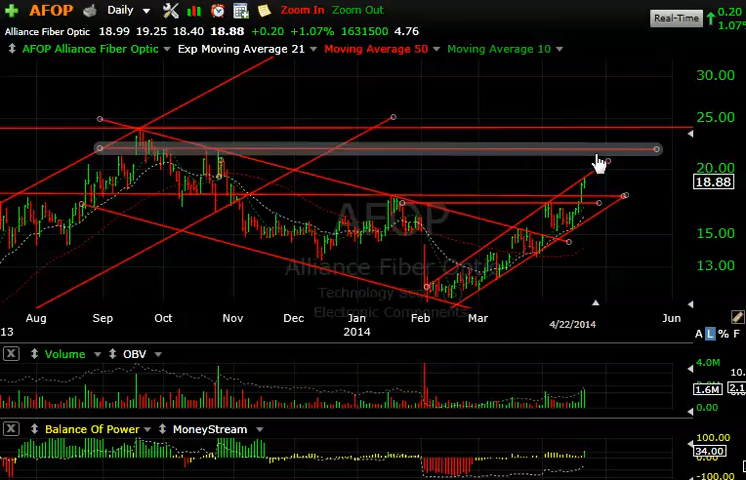 AFOP Daily Zoom In Zoom Out Real-Time 0.20
1.07%
Alliance Fiber Optic 18.99 19.25 18.40 18.88 +0.20 +1.07% 1631500 4.76
AFOP Alliance Fiber Optic Exp Moving Average 21 Moving Average 50 Moving Average 10
30.00
25.00
20.00
18.88
AFOP
15.00
Alliance Fiber Optic
13.00
Technology Sector
Electronic Components
Aug Sep Oct Nov Dec Jan Feb Mar 4/22/2014 Jun
13 2014
A L % F
Volume OBV
4.0M
10.
1.6M 2.1
0.00
Balance Of Power MoneyStream
100.00
34.00
-100.00